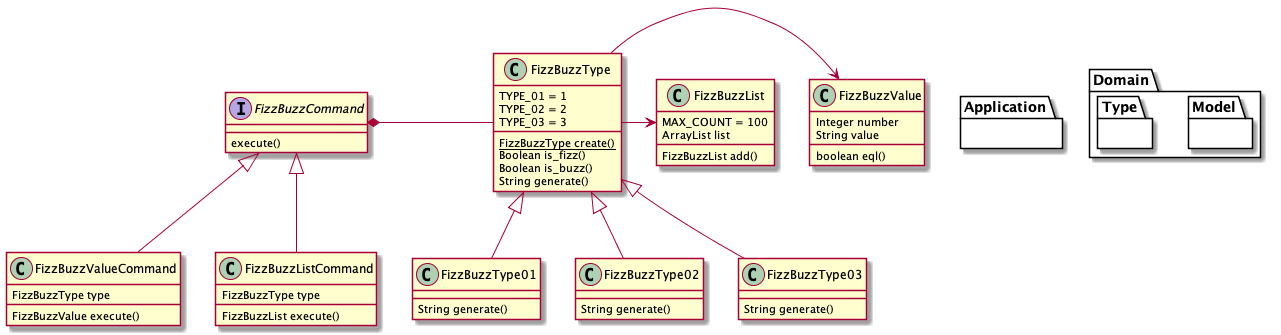 C FizzBuzzType
TYPE_01 = 1
TYPE_02 = 2
TYPE_03 = 3
FizzBuzzType create()
Boolean is_fizz()
Boolean is_buzz()
String generate()
I FizzBuzzCommand
execute()
C FizzBuzzList
MAX_COUNT = 100
ArrayList list
FizzBuzzList add()
C FizzBuzzValue
Integer number
String value
boolean eql()
Application
Domain
Type
Model
C FizzBuzzValueCommand
FizzBuzzType type
FizzBuzzValue execute()
C FizzBuzzListCommand
FizzBuzzType type
FizzBuzzList execute()
C FizzBuzzType01
String generate()
C FizzBuzzType02
String generate()
C FizzBuzzType03
String generate()